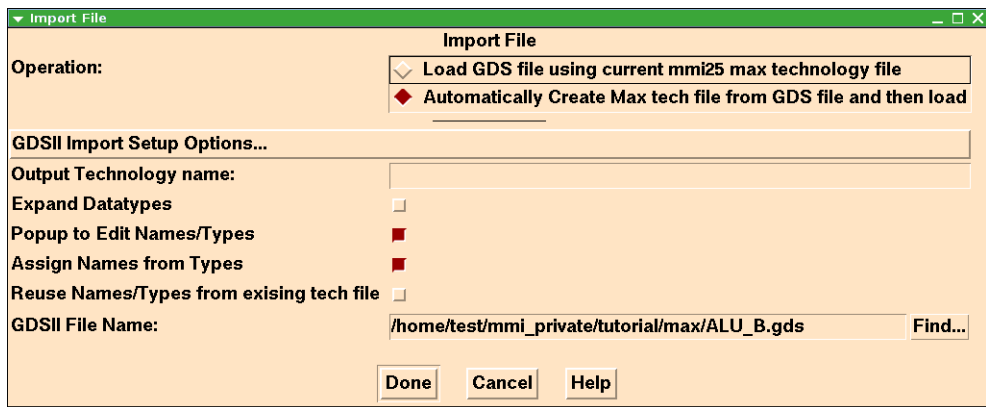 Import File
Import File
Operation:
Load GDS file using current mmi25 max technology file
Automatically Create Max tech file from GDS file and then load
GDSII Import Setup Options...
Output Technology name:
Expand Datatypes
Popup to Edit Names/Types
Assign Names from Types
Reuse Names/Types from exising tech file
GDSII File Name: /home/test/mmi_private/tutorial/max/ALU_B.gds Find...
Done Cancel Help